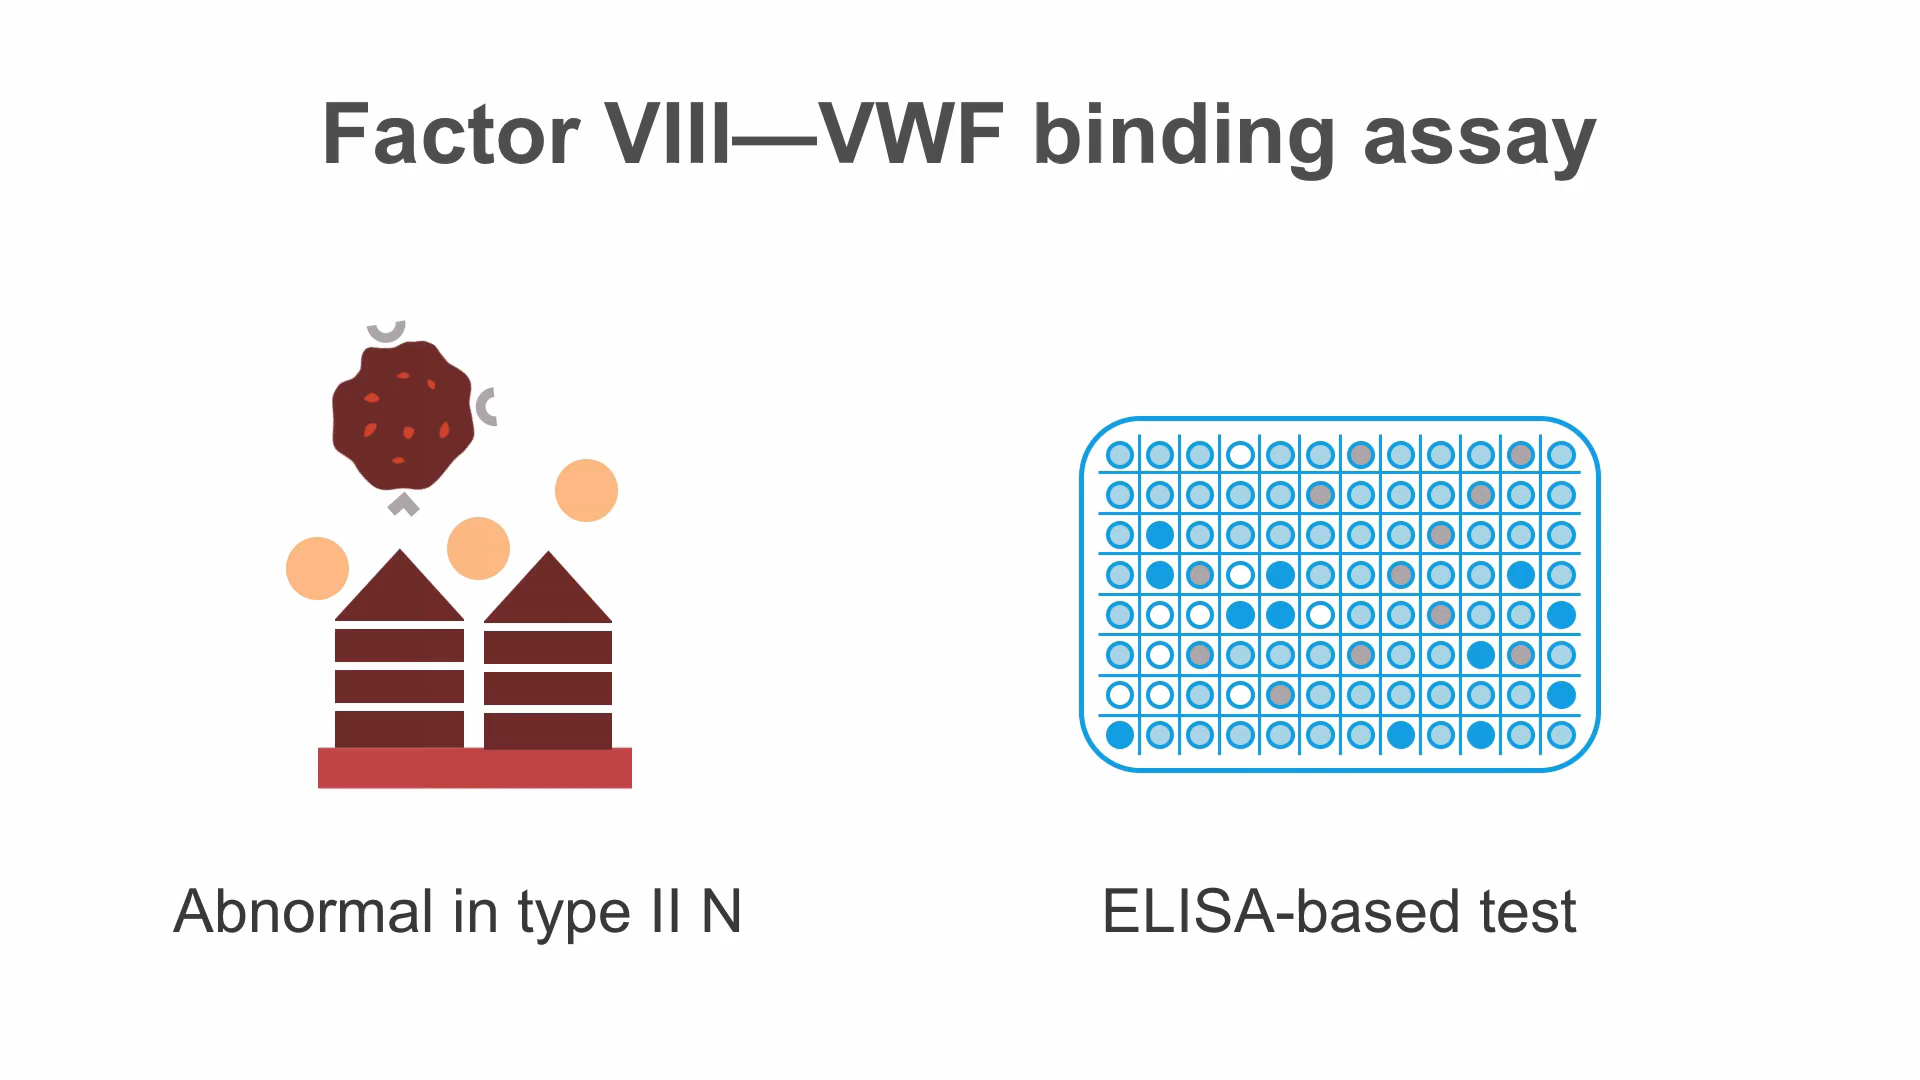 Factor VIII—VWF binding assay
Abnormal in type II N
ELISA-based test